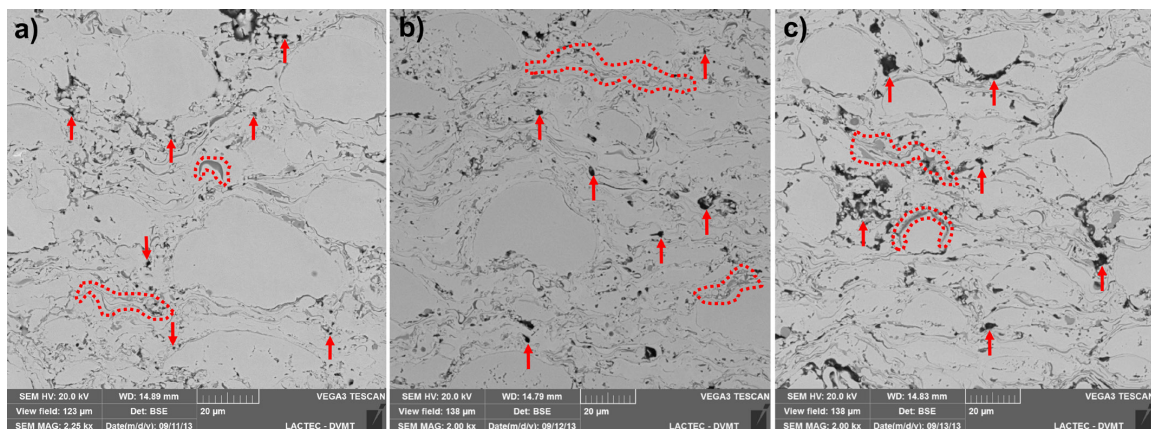 a)
b)
c)
SEM HV: 20.0 kV WD: 14.89 mm VEGA3 TESCAN
View field: 123 µm Det: BSE 20 µm
SEM MAG: 2.25 kx Date(m/d/y): 09/11/13 LACTEC - DVMT
SEM HV: 20.0 kV WD: 14.79 mm VEGA3 TESCAN
View field: 138 µm Det: BSE 20 µm
SEM MAG: 2.00 kx Date(m/d/y): 09/12/13 LACTEC - DVMT
SEM HV: 20.0 kV WD: 14.83 mm VEGA3 TESCAN
View field: 138 µm Det: BSE 20 µm
SEM MAG: 2.00 kx Date(m/d/y): 09/13/13 LACTEC - DVMT